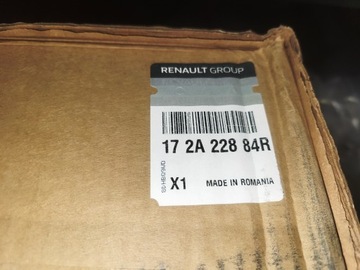 RENAULT GROUP
17 2A 228 84R
X1
MADE IN ROMANIA